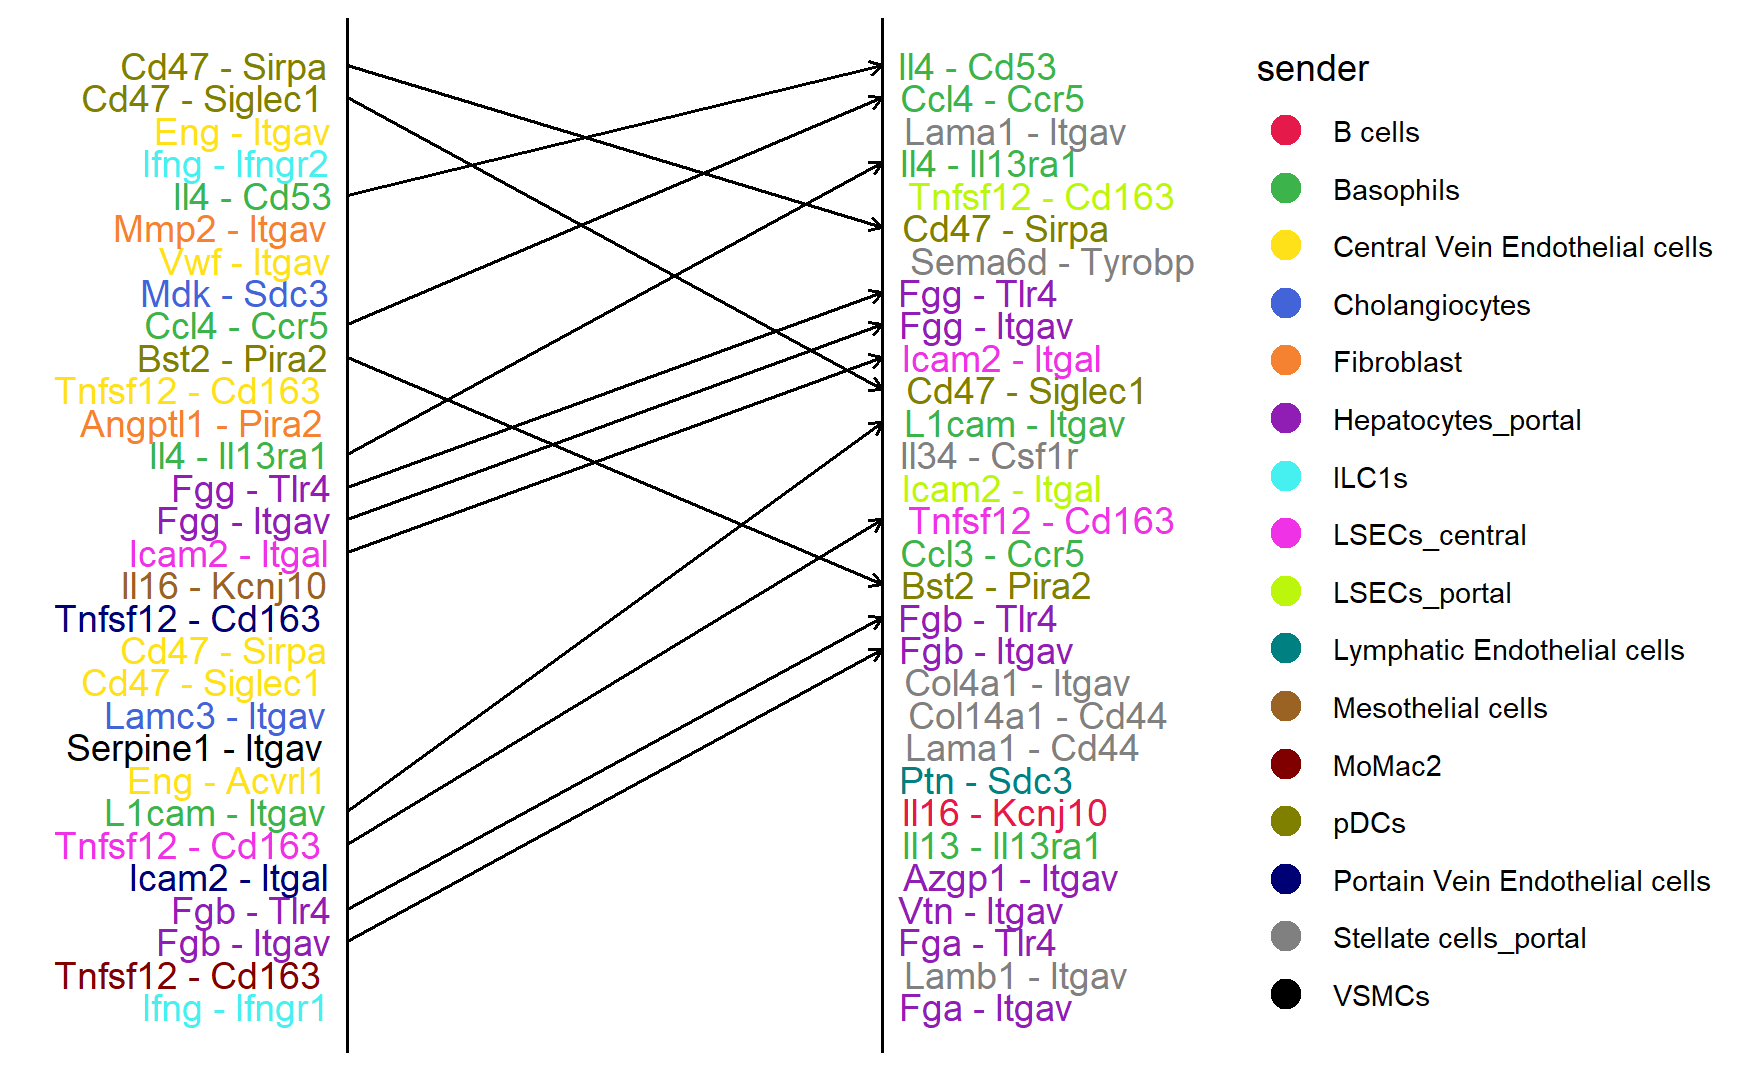 Cd47 - Sirpa
Cd47 - Siglec1
Eng - Itgav
Ifng - Ifngr2
Il4 - Cd53
Mmp2 - Itgav
Vwf - Itgav
Mdk - Sdc3
Ccl4 - Ccr5
Bst2 - Pira2
Tnfsf12 - Cd163
Angptl1 - Pira2
Il4 - Il13ra1
Fgg - Tlr4
Fgg - Itgav
Icam2 - Itgal
Il16 - Kcnj10
Tnfsf12 - Cd163
Cd47 - Sirpa
Cd47 - Siglec1
Lamc3 - Itgav
Serpine1 - Itgav
Eng - Acvrl1
L1cam - Itgav
Tnfsf12 - Cd163
Icam2 - Itgal
Fgb - Tlr4
Fgb - Itgav
Tnfsf12 - Cd163
Ifng - Ifngr1
Il4 - Cd53
Ccl4 - Ccr5
Lama1 - Itgav
Il4 - Il13ra1
Tnfsf12 - Cd163
Cd47 - Sirpa
Sema6d - Tyrobp
Fgg - Tlr4
Fgg - Itgav
Icam2 - Itgal
Cd47 - Siglec1
L1cam - Itgav
Il34 - Csf1r
Icam2 - Itgal
Tnfsf12 - Cd163
Ccl3 - Ccr5
Bst2 - Pira2
Fgb - Tlr4
Fgb - Itgav
Col4a1 - Itgav
Col14a1 - Cd44
Lama1 - Cd44
Ptn - Sdc3
Il16 - Kcnj10
Il13 - Il13ra1
Azgp1 - Itgav
Vtn - Itgav
Fga - Tlr4
Lamb1 - Itgav
Fga - Itgav
sender
B cells
Basophils
Central Vein Endothelial cells
Cholangiocytes
Fibroblast
Hepatocytes_portal
ILC1s
LSECs_central
LSECs_portal
Lymphatic Endothelial cells
Mesothelial cells
MoMac2
pDCs
Portain Vein Endothelial cells
Stellate cells_portal
VSMCs